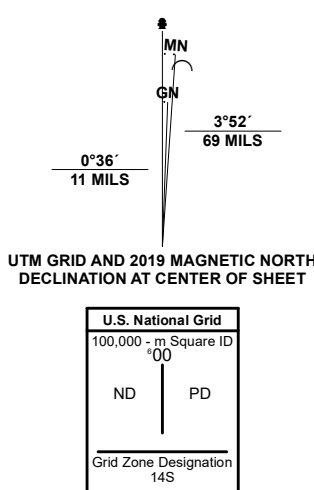 MN
GN
3°52´
69 MILS
0°36´
11 MILS
UTM GRID AND 2019 MAGNETIC NORTH
DECLINATION AT CENTER OF SHEET
U.S. National Grid
100,000 - m Square ID
⁶00
ND PD
Grid Zone Designation
14S